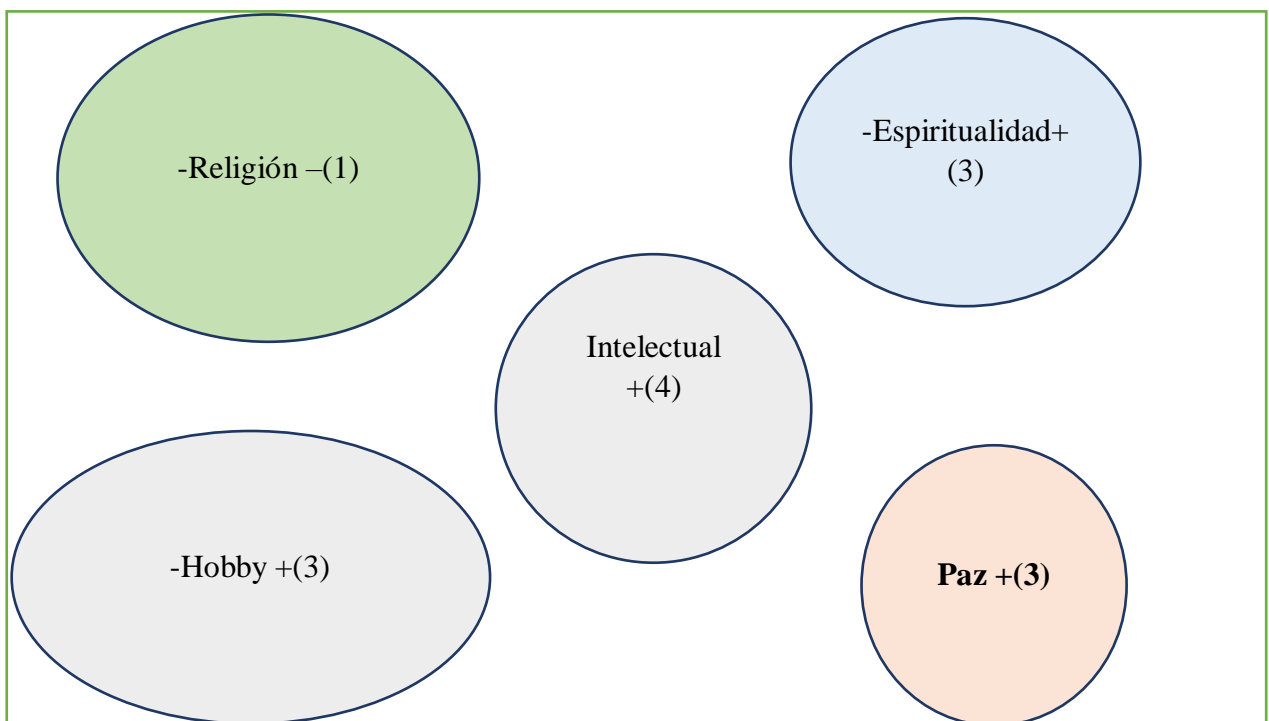 -Religión –(1)
-Espiritualidad+
(3)
Intelectual
+(4)
-Hobby +(3)
Paz +(3)